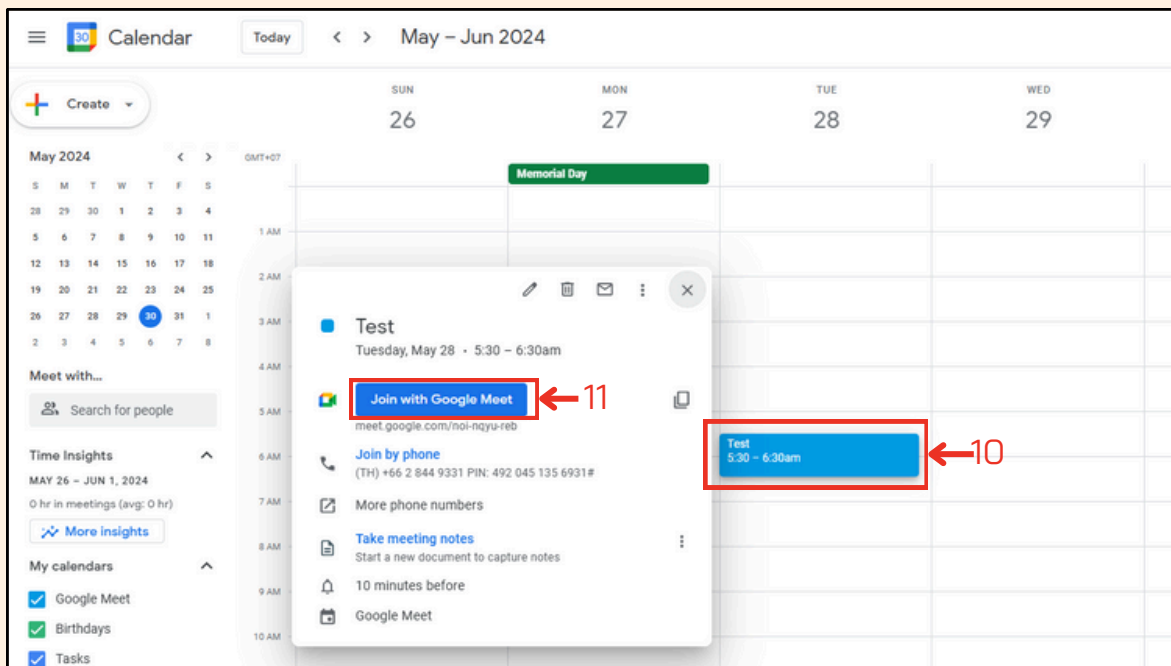 30 Calendar Today May – Jun 2024
Create
SUN MON TUE WED
26 27 28 29
May 2024
GMT+07
Memorial Day
S M T W T F S
28 29 30 1 2 3 4
5 6 7 8 9 10 11
12 13 14 15 16 17 18
19 20 21 22 23 24 25
26 27 28 29 30 31 1
2 3 4 5 6 7 8
Meet with...
Search for people
Time Insights
MAY 26 – JUN 1, 2024
0 hr in meetings (avg: 0 hr)
More insights
My calendars
Google Meet
Birthdays
Tasks
1 AM
2 AM
3 AM
4 AM
5 AM
6 AM
7 AM
8 AM
9 AM
10 AM
Test
Tuesday, May 28 • 5:30 – 6:30am
Join with Google Meet
11
meet.google.com/noi-nqyu-reb
Join by phone
(TH) +66 2 844 9331 PIN: 492 045 135 6931#
More phone numbers
Take meeting notes
Start a new document to capture notes
10 minutes before
Google Meet
Test
5:30 – 6:30am
10